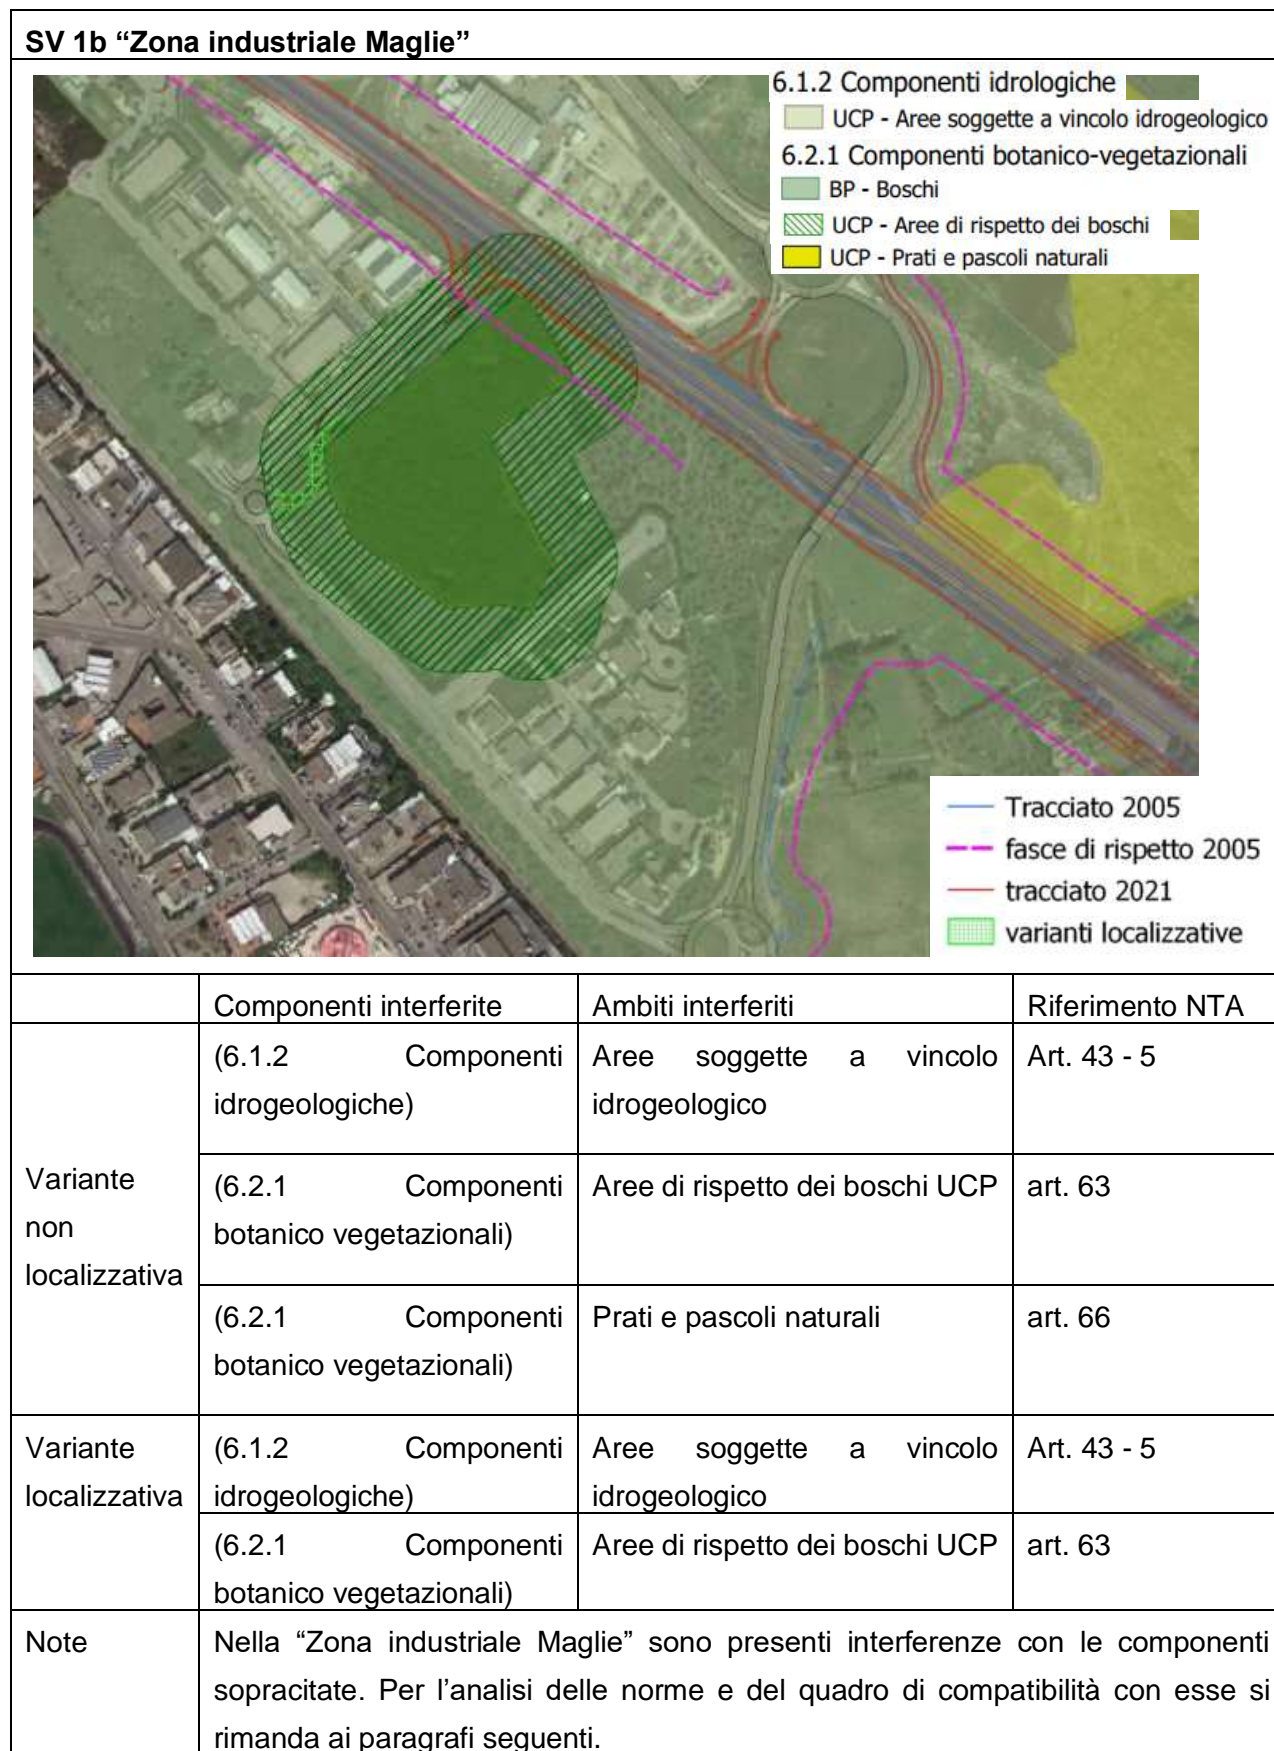 SV 1b “Zona industriale Maglie”
6.1.2 Componenti idrologiche
UCP - Aree soggette a vincolo idrogeologico
6.2.1 Componenti botanico-vegetazionali
BP - Boschi
UCP - Aree di rispetto dei boschi
UCP - Prati e pascoli naturali
Tracciato 2005
fasce di rispetto 2005
tracciato 2021
varianti localizzative
Componenti interferite Ambiti interferiti Riferimento NTA
Variante
non
localizzativa
(6.1.2 Componenti
idrogeologiche)
Aree soggette a vincolo
idrogeologico
Art. 43 - 5
(6.2.1 Componenti
botanico vegetazionali)
Aree di rispetto dei boschi UCP
art. 63
(6.2.1 Componenti
botanico vegetazionali)
Prati e pascoli naturali
art. 66
Variante
localizzativa
(6.1.2 Componenti
idrogeologiche)
Aree soggette a vincolo
idrogeologico
Art. 43 - 5
(6.2.1 Componenti
botanico vegetazionali)
Aree di rispetto dei boschi UCP
art. 63
Note
Nella “Zona industriale Maglie” sono presenti interferenze con le componenti
sopracitate. Per l’analisi delle norme e del quadro di compatibilità con esse si
rimanda ai paragrafi seguenti.